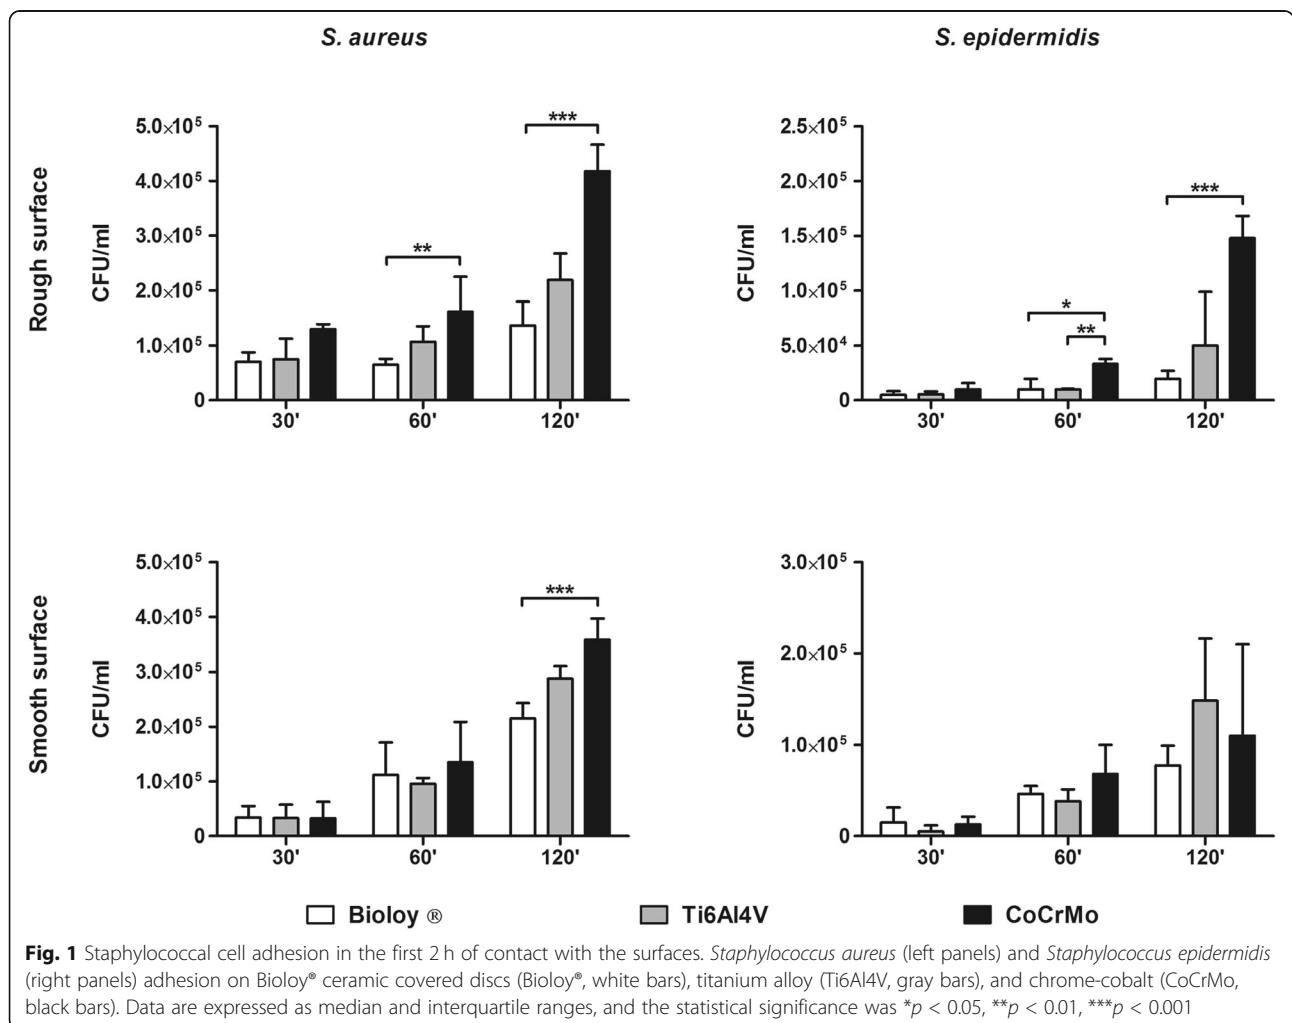 S. aureus
S. epidermidis
Rough surface
CFU/ml
5.0×10⁵
4.0×10⁵
3.0×10⁵
2.0×10⁵
1.0×10⁵
0
***
**
30'
60'
120'
CFU/ml
2.5×10⁵
2.0×10⁵
1.5×10⁵
1.0×10⁵
5.0×10⁴
0
***
*
**
30'
60'
120'
Smooth surface
CFU/ml
5.0×10⁵
4.0×10⁵
3.0×10⁵
2.0×10⁵
1.0×10⁵
0
***
30'
60'
120'
CFU/ml
3.0×10⁵
2.0×10⁵
1.0×10⁵
0
30'
60'
120'
Bioloy ®
Ti6Al4V
CoCrMo
Fig. 1 Staphylococcal cell adhesion in the first 2 h of contact with the surfaces. Staphylococcus aureus (left panels) and Staphylococcus epidermidis
(right panels) adhesion on Bioloy® ceramic covered discs (Bioloy®, white bars), titanium alloy (Ti6Al4V, gray bars), and chrome-cobalt (CoCrMo,
black bars). Data are expressed as median and interquartile ranges, and the statistical significance was *p < 0.05, **p < 0.01, ***p < 0.001